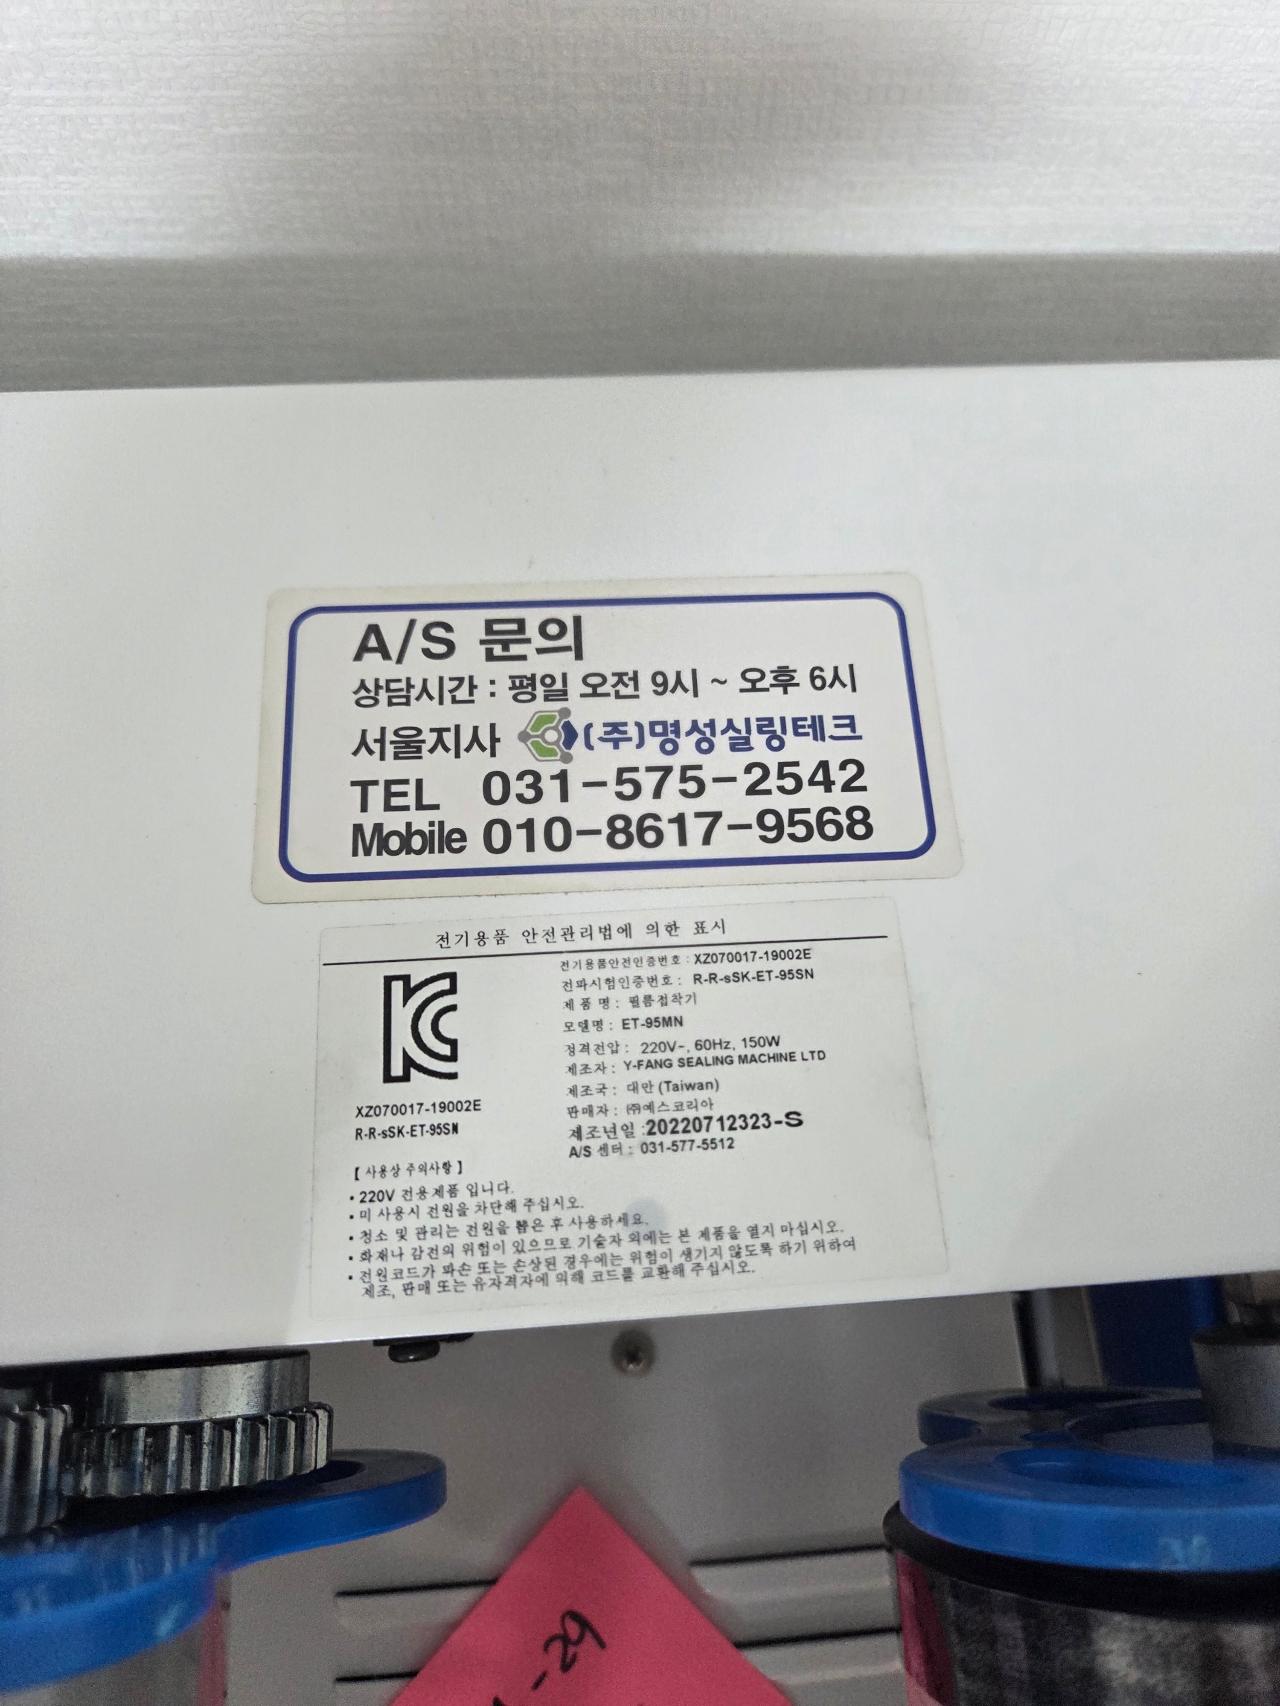 A/S 문의
상담시간 : 평일 오전 9시 ~ 오후 6시
서울지사 (주)명성실링테크
TEL 031-575-2542
Mobile 010-8617-9568
전기용품 안전관리법에 의한 표시
전기용품안전인증번호 : XZ070017-19002E
전파시험인증번호 : R-R-sSK-ET-95SN
제 품 명 : 필름접착기
모델명 : ET-95MN
정격전압 : 220V~, 60Hz, 150W
제조자 : Y-FANG SEALING MACHINE LTD
제조국 : 대만 (Taiwan)
판매자 : ㈜예스코리아
제조년일 :20220712323-S
A/S 센터 : 031-577-5512
XZ070017-19002E
R-R-sSK-ET-95SN
【 사용상 주의사항 】
• 220V 전용제품 입니다.
• 미 사용시 전원을 차단해 주십시오.
• 청소 및 관리는 전원을 뽑은 후 사용하세요.
• 화재나 감전의 위험이 있으므로 기술자 외에는 본 제품을 열지 마십시오.
• 전원코드가 파손 또는 손상된 경우에는 위험이 생기지 않도록 하기 위하여
제조, 판매 또는 유자격자에 의해 코드를 교환해 주십시오.